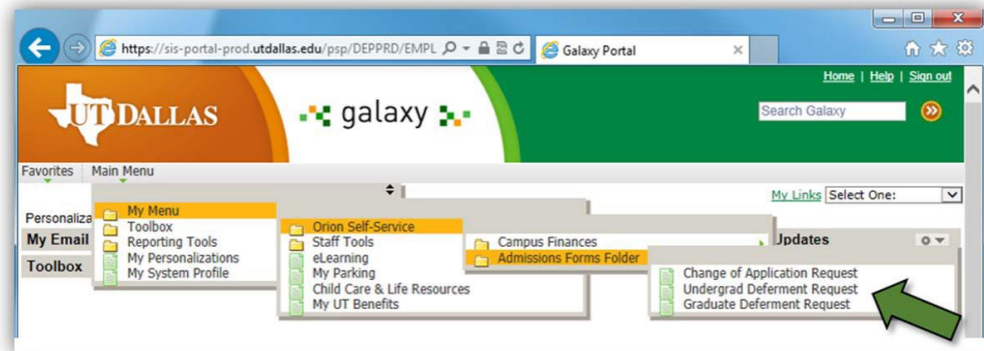 https://sis-portal-prod.utdallas.edu/psp/DEPPRD/EMPL
Galaxy Portal
Home | Help | Sign out
UT DALLAS
galaxy
Search Galaxy
Favorites Main Menu
My Links Select One:
Personaliza
My Menu
Toolbox
Reporting Tools
My Personalizations
My System Profile
My Email
Toolbox
Orion Self-Service
Staff Tools
eLearning
My Parking
Child Care & Life Resources
My UT Benefits
Campus Finances
Admissions Forms Folder
Updates
Change of Application Request
Undergrad Deferment Request
Graduate Deferment Request